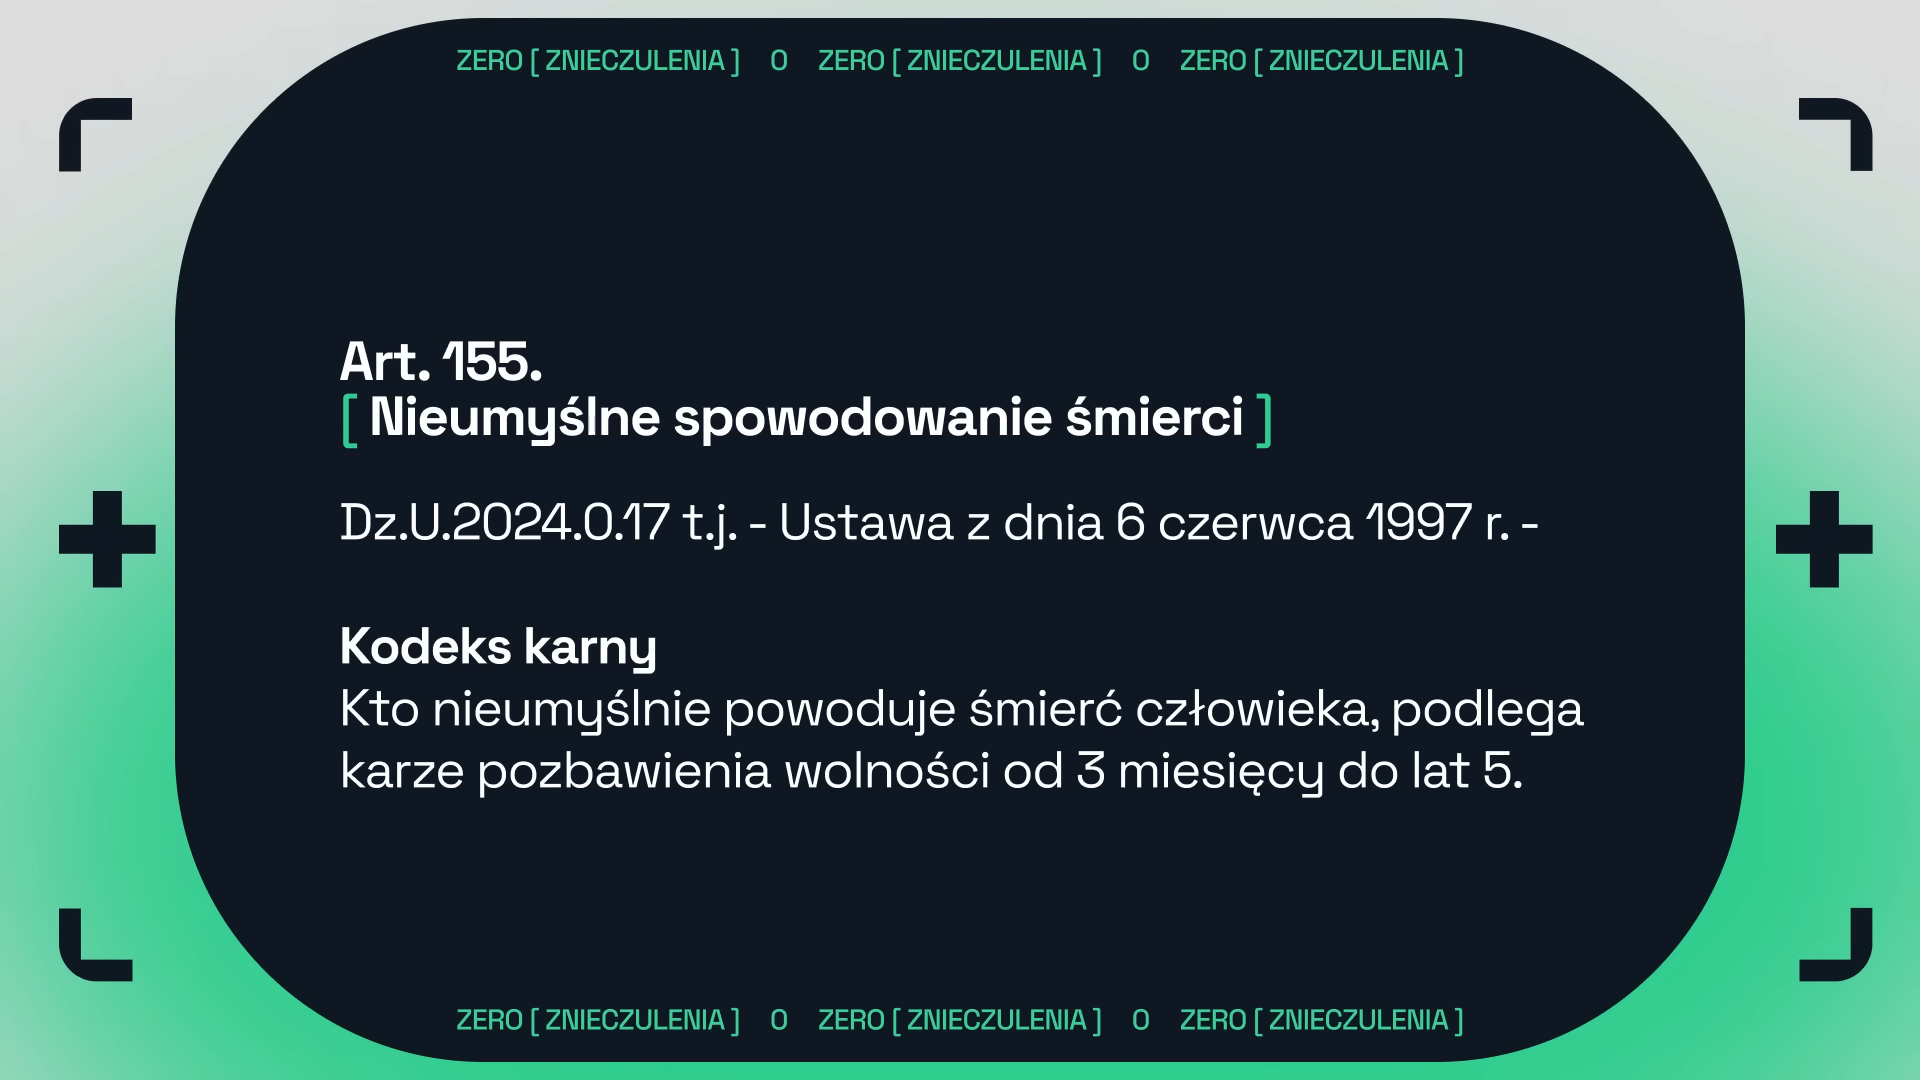 ZERO [ ZNIECZULENIA ] O ZERO [ ZNIECZULENIA ] O ZERO [ ZNIECZULENIA ]
Art. 155.
[ Nieumyślne spowodowanie śmierci ]
Dz.U.2024.0.17 t.j. - Ustawa z dnia 6 czerwca 1997 r. -
Kodeks karny
Kto nieumyślnie powoduje śmierć człowieka, podlega
karze pozbawienia wolności od 3 miesięcy do lat 5.
ZERO [ ZNIECZULENIA ] O ZERO [ ZNIECZULENIA ] O ZERO [ ZNIECZULENIA ]